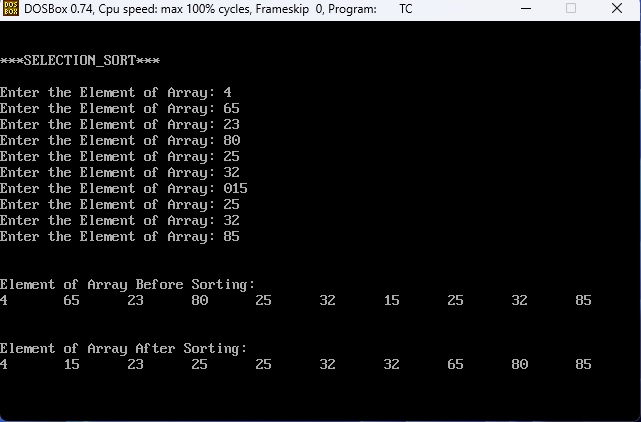 DOSBox 0.74, Cpu speed: max 100% cycles, Frameskip 0, Program: TC
***SELECTION_SORT***
Enter the Element of Array: 4
Enter the Element of Array: 65
Enter the Element of Array: 23
Enter the Element of Array: 80
Enter the Element of Array: 25
Enter the Element of Array: 32
Enter the Element of Array: 015
Enter the Element of Array: 25
Enter the Element of Array: 32
Enter the Element of Array: 85
Element of Array Before Sorting:
4 65 23 80 25 32 15 25 32 85
Element of Array After Sorting:
4 15 23 25 25 32 32 65 80 85